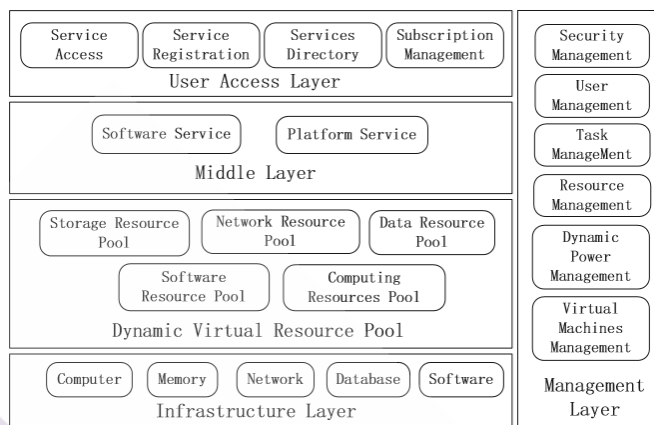 Service
Access
Service
Registration
Services
Directory
Subscription
Management
User Access Layer
Software Service
Platform Service
Middle Layer
Storage Resource
Pool
Network Resource
Pool
Data Resource
Pool
Software
Resource Pool
Computing
Resources Pool
Dynamic Virtual Resource Pool
Computer
Memory
Network
Database
Software
Infrastructure Layer
Security
Management
User
Management
Task
ManageMent
Resource
Management
Dynamic
Power
Management
Virtual
Machines
Management
Management
Layer